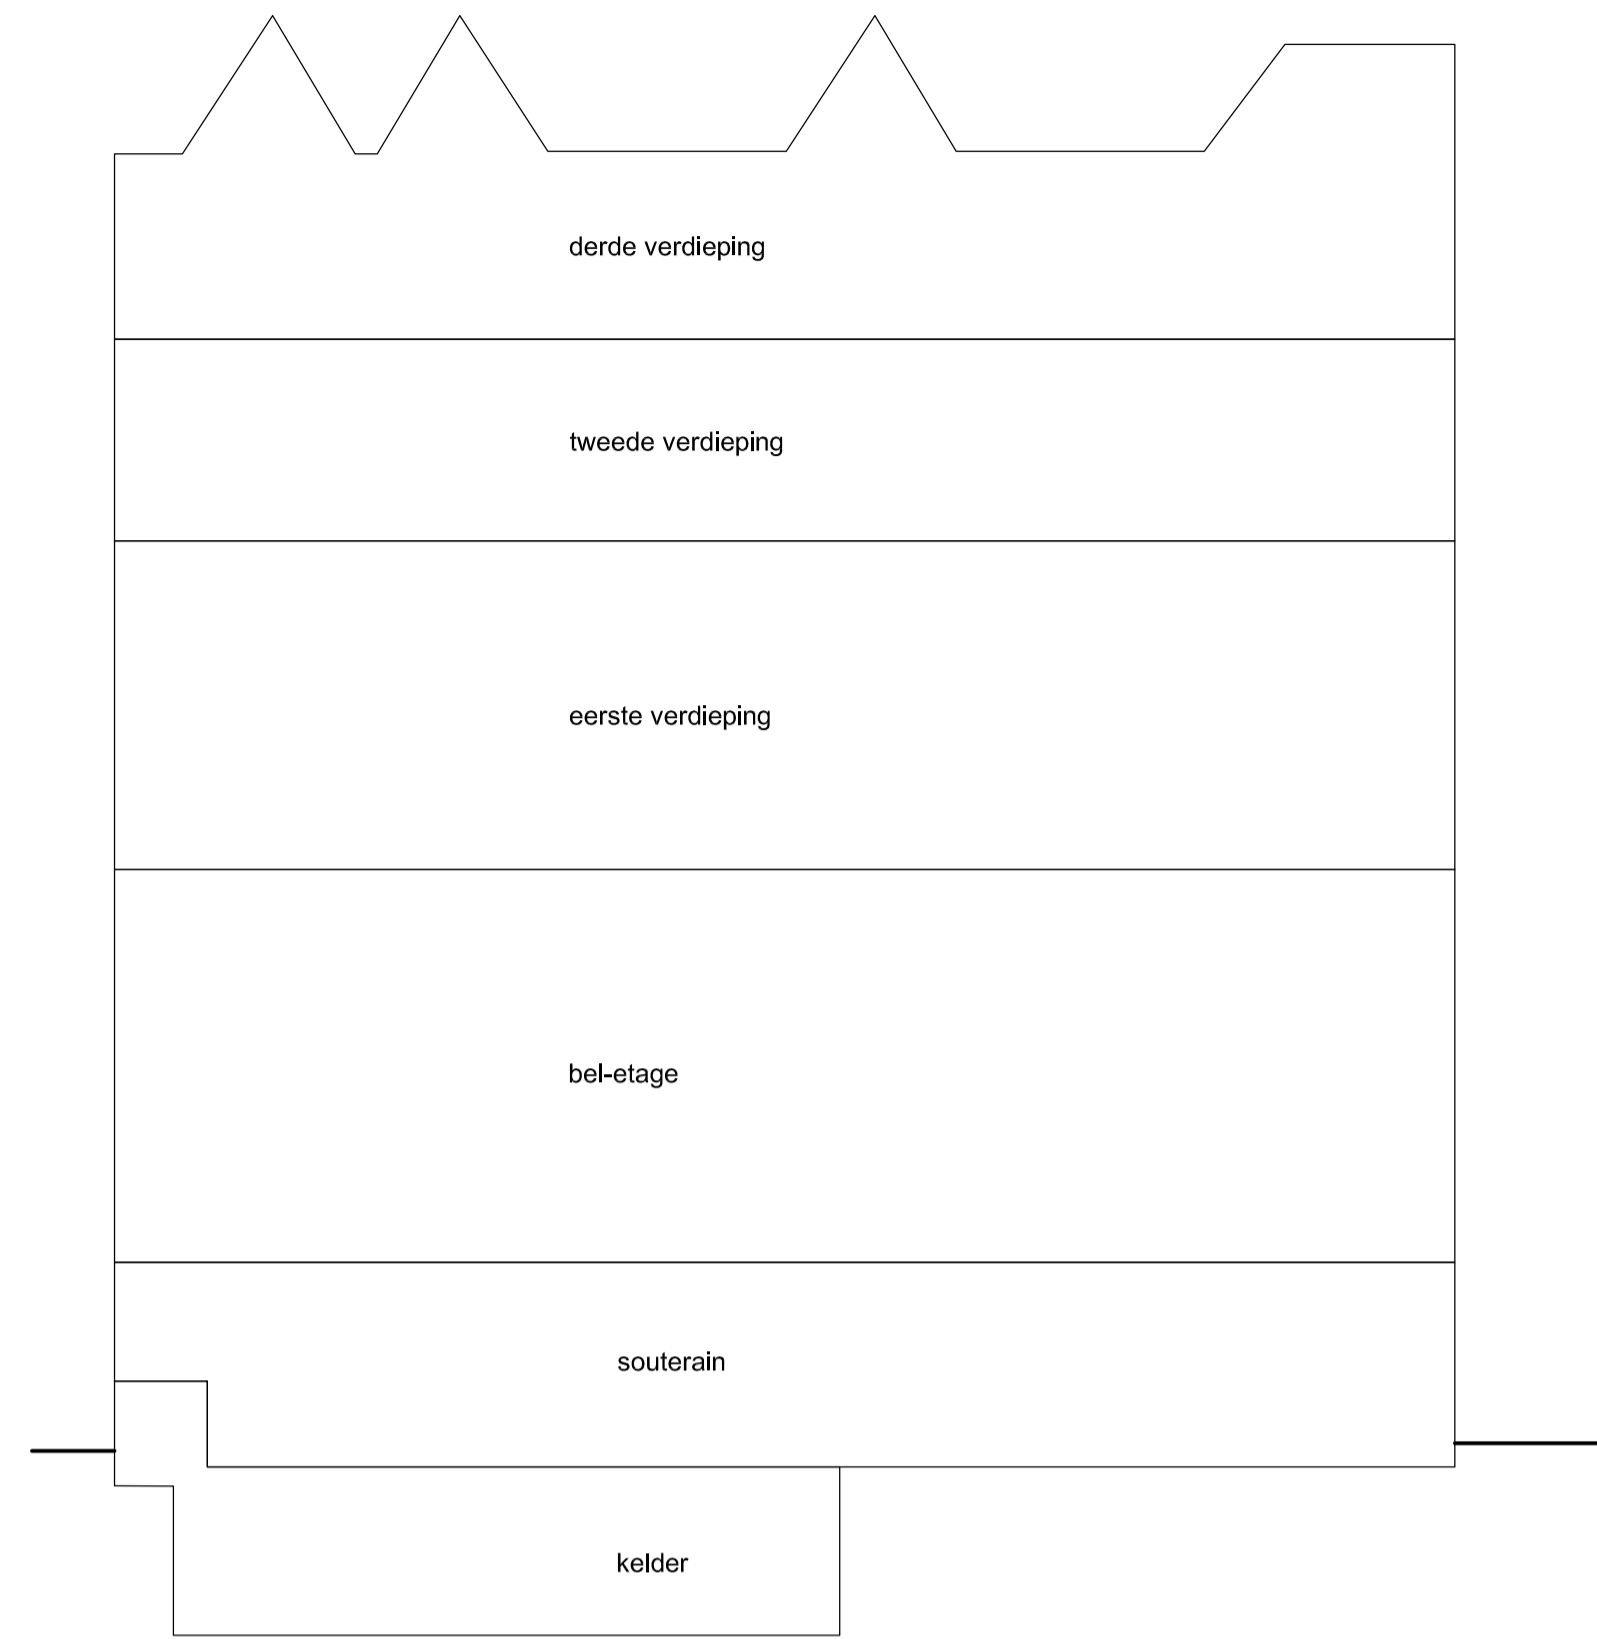 derde verdieping
tweede verdieping
eerste verdieping
bel-etage
souterain
kelder